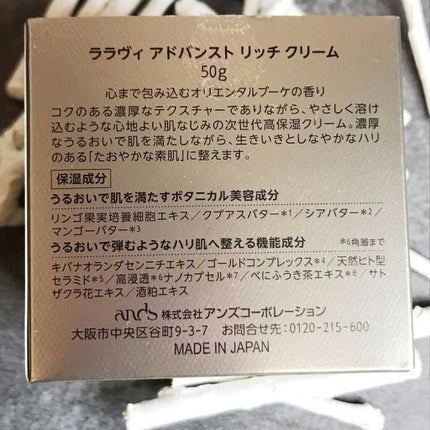 ララヴィ アドバンスト リッチ クリーム
50g
心まで包み込むオリエンタルブーケの香り
コクのある濃厚なテクスチャーでありながら、やさしく溶け
込むような心地よい肌なじみの次世代高保湿クリーム。濃厚
なうるおいで肌を満たしながら、生きいきとしなやかなハリ
のある「たおやかな素肌」に整えます。
保湿成分
うるおいで肌を満たすボタニカル美容成分
リンゴ果実培養細胞エキス／クプアスバター*1／シアバター*2／
マンゴーバター*3
うるおいで弾むようなハリ肌へ整える機能成分 *6角層まで
キバナオランダセンニチエキス／ゴールドコンプレックス*4／天然ヒト型
セラミド*5／高浸透*6ナノカプセル*7／べにふうき茶エキス*8／サト
ザクラ花エキス／酒粕エキス
ands 株式会社アンズコーポレーション
大阪市中央区谷町9-3-7 お問合せ先:0120-215-600
MADE IN JAPAN